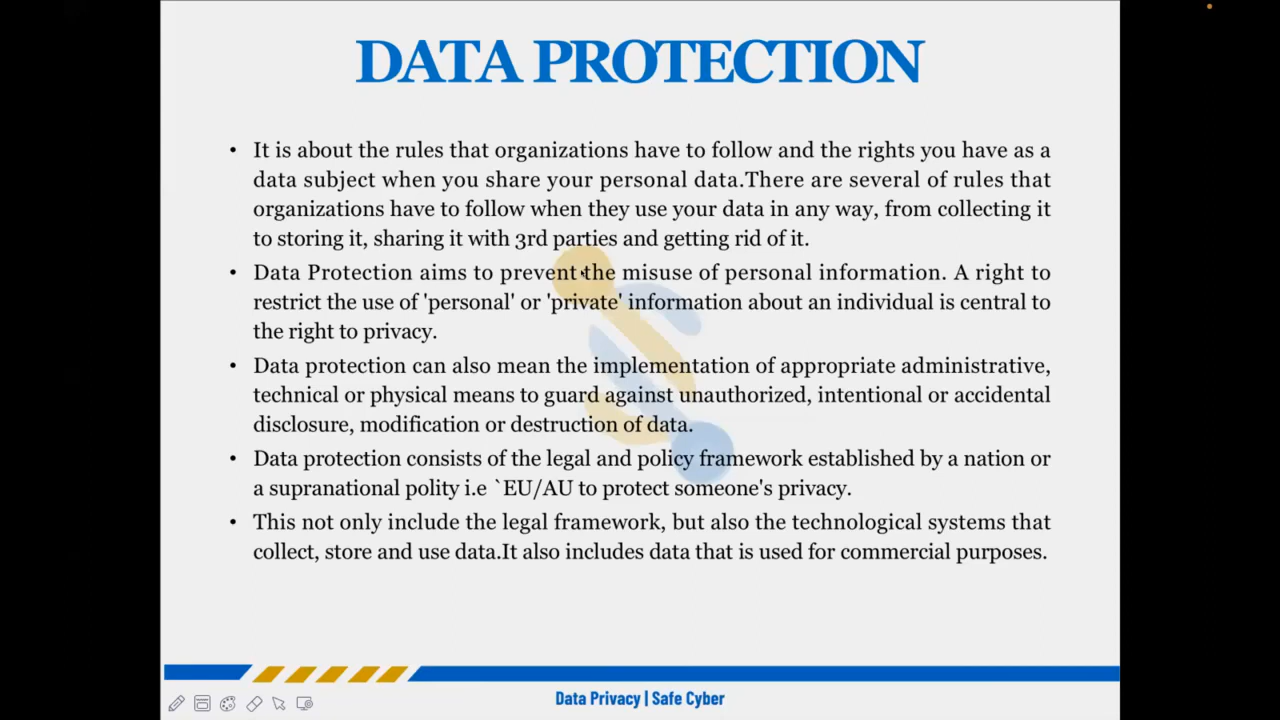 DATA PROTECTION
• It is about the rules that organizations have to follow and the rights you have as a
data subject when you share your personal data.There are several of rules that
organizations have to follow when they use your data in any way, from collecting it
to storing it, sharing it with 3rd parties and getting rid of it.
• Data Protection aims to prevent the misuse of personal information. A right to
restrict the use of 'personal' or 'private' information about an individual is central to
the right to privacy.
• Data protection can also mean the implementation of appropriate administrative,
technical or physical means to guard against unauthorized, intentional or accidental
disclosure, modification or destruction of data.
• Data protection consists of the legal and policy framework established by a nation or
a supranational polity i.e `EU/AU to protect someone's privacy.
• This not only include the legal framework, but also the technological systems that
collect, store and use data.It also includes data that is used for commercial purposes.
Data Privacy | Safe Cyber